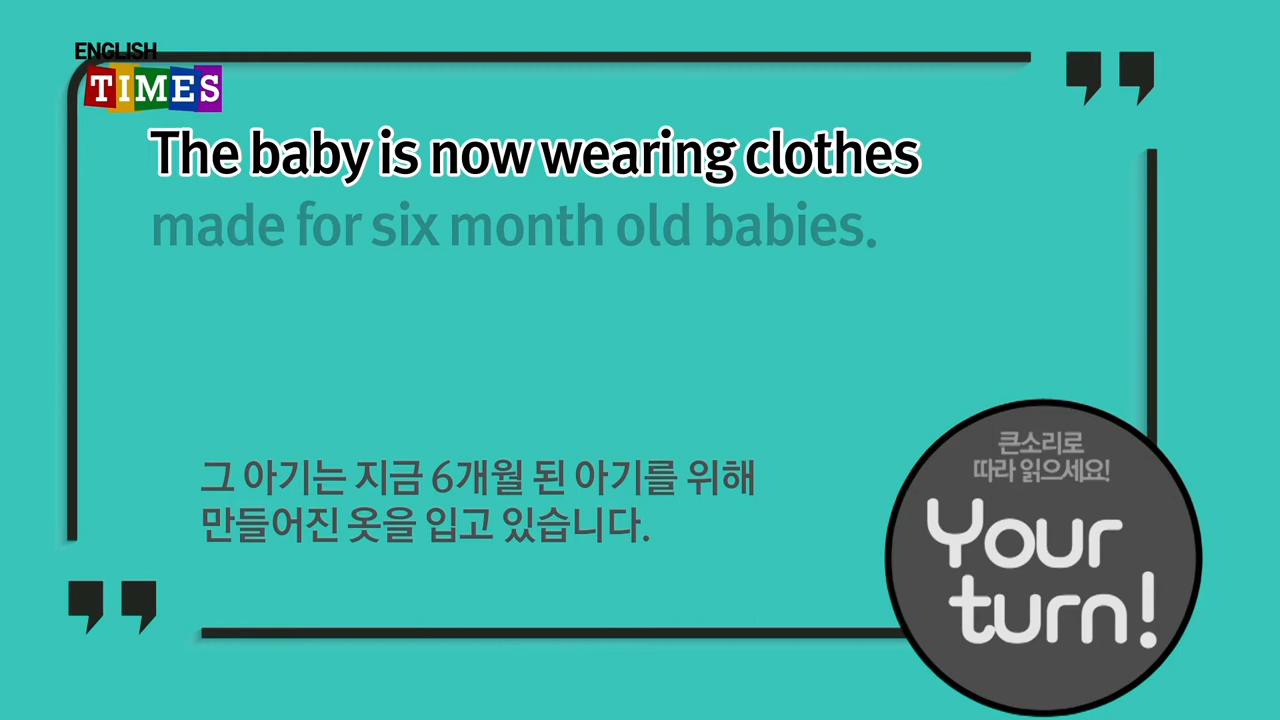 ENGLISH
TIMES
The baby is now wearing clothes
made for six month old babies.
그 아기는 지금 6개월 된 아기를 위해
만들어진 옷을 입고 있습니다.
큰소리로
따라 읽으세요!
Your
turn!